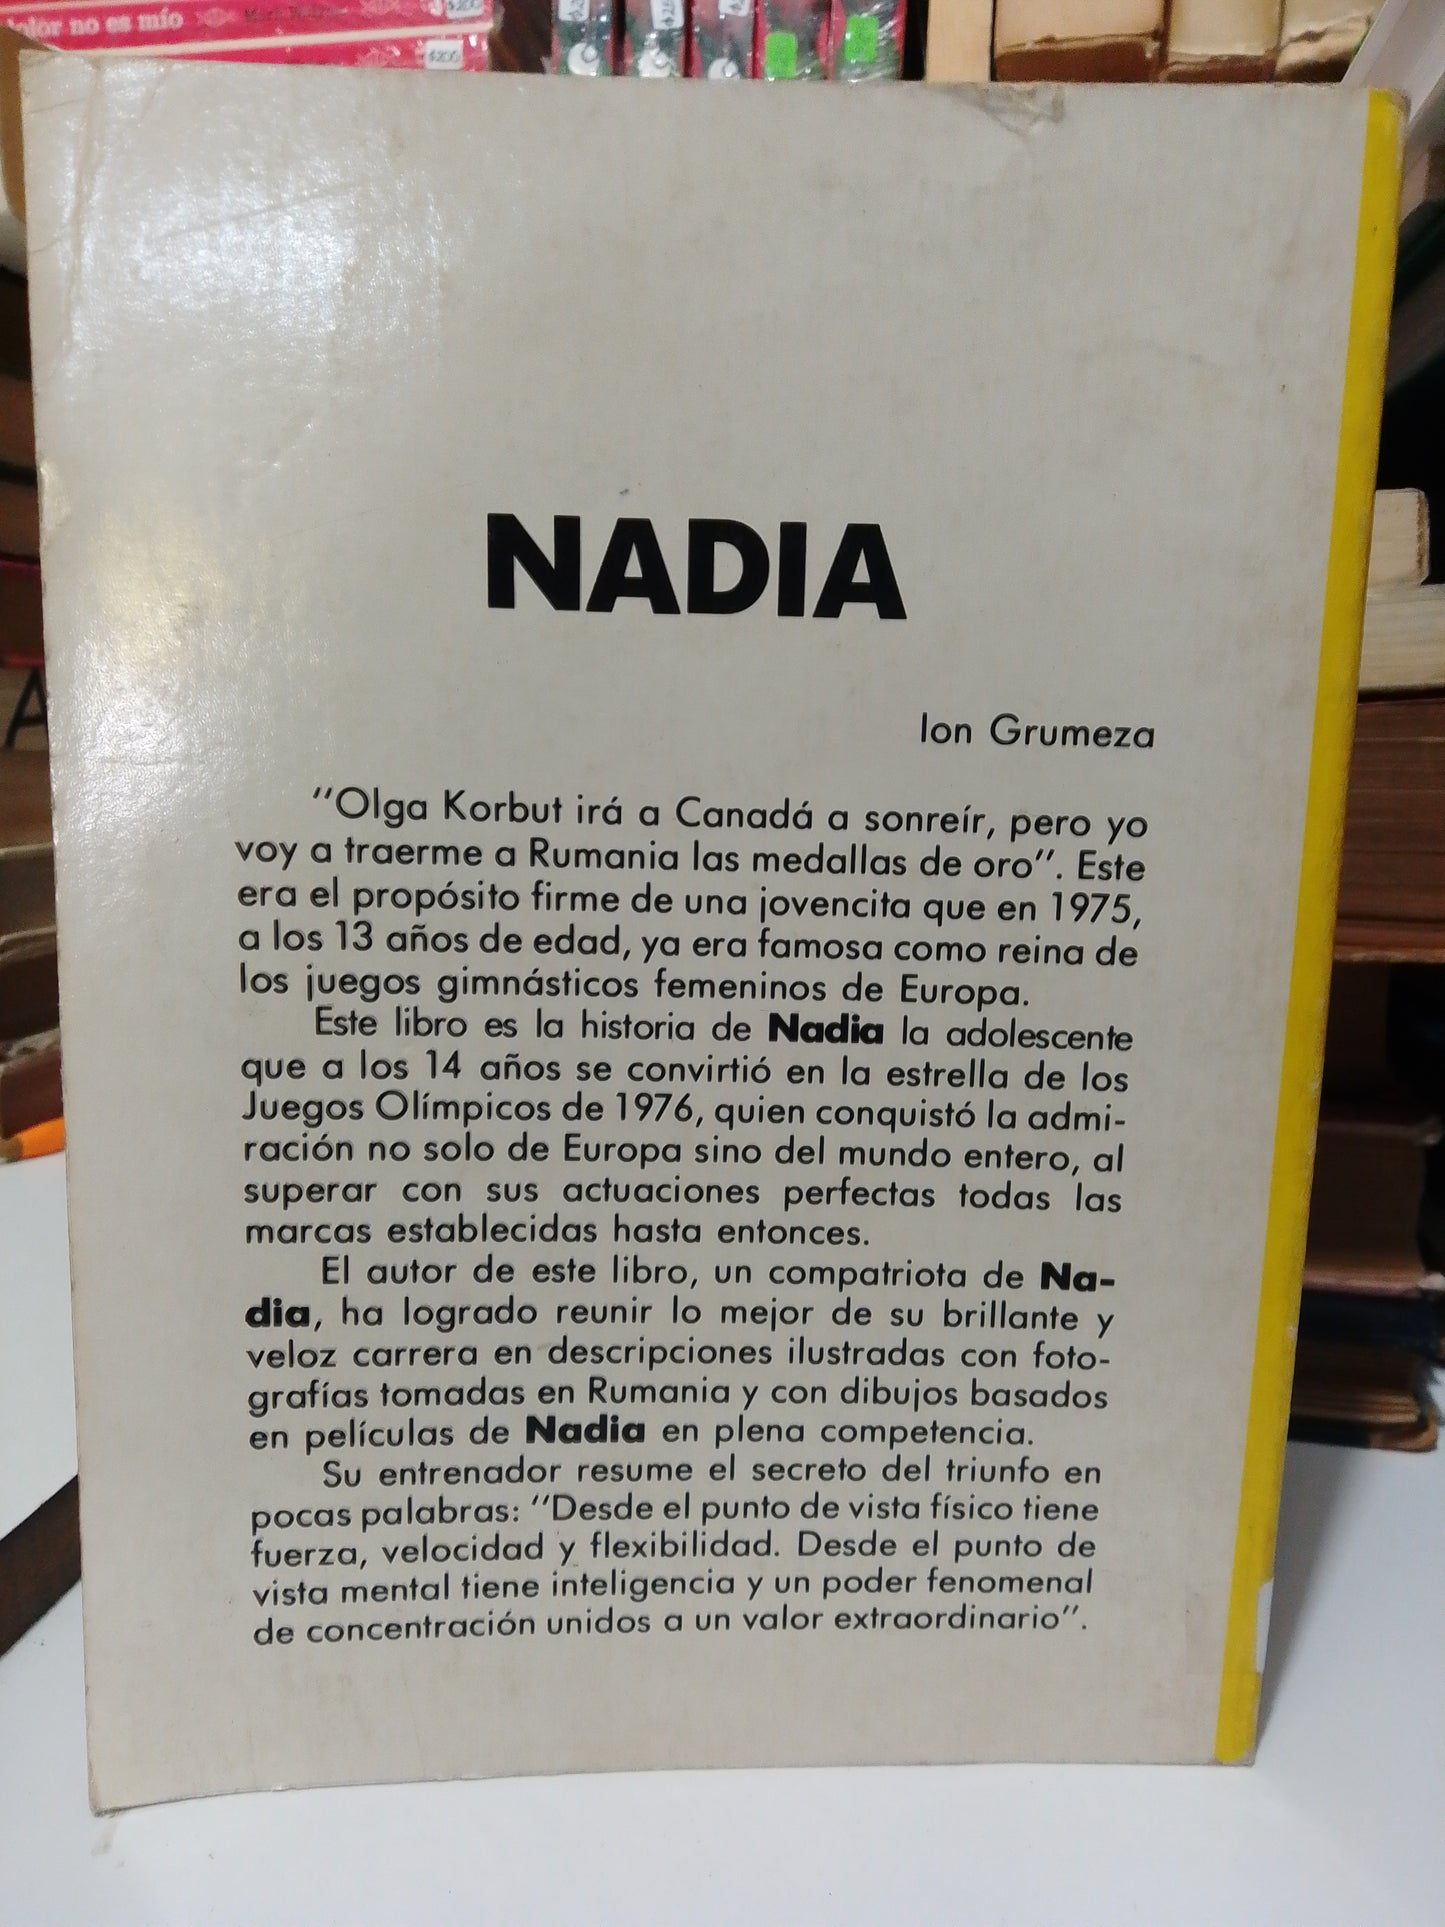 dolor no es mío
$200
$200
NADIA
Ion Grumeza
"Olga Korbut irá a Canadá a sonreír, pero yo
voy a traerme a Rumania las medallas de oro". Este
era el propósito firme de una jovencita que en 1975,
a los 13 años de edad, ya era famosa como reina de
los juegos gimnásticos femeninos de Europa.
Este libro es la historia de Nadia la adolescente
que a los 14 años se convirtió en la estrella de los
Juegos Olímpicos de 1976, quien conquistó la admi-
ración no solo de Europa sino del mundo entero, al
superar con sus actuaciones perfectas todas las
marcas establecidas hasta entonces.
El autor de este libro, un compatriota de Na-
dia, ha logrado reunir lo mejor de su brillante y
veloz carrera en descripciones ilustradas con foto-
grafías tomadas en Rumania y con dibujos basados
en películas de Nadia en plena competencia.
Su entrenador resume el secreto del triunfo en
pocas palabras: "Desde el punto de vista físico tiene
fuerza, velocidad y flexibilidad. Desde el punto de
vista mental tiene inteligencia y un poder fenomenal
de concentración unidos a un valor extraordinario".